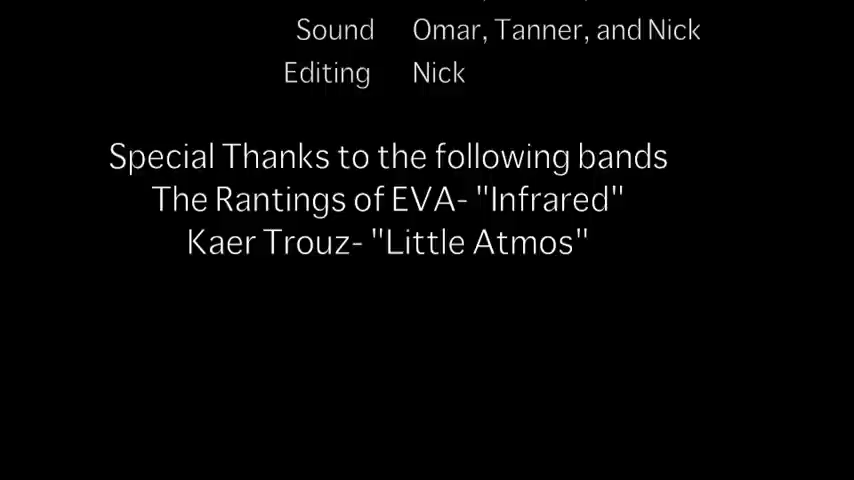 Sound Omar, Tanner, and Nick
Editing Nick
Special Thanks to the following bands
The Rantings of EVA- "Infrared"
Kaer Trouz- "Little Atmos"